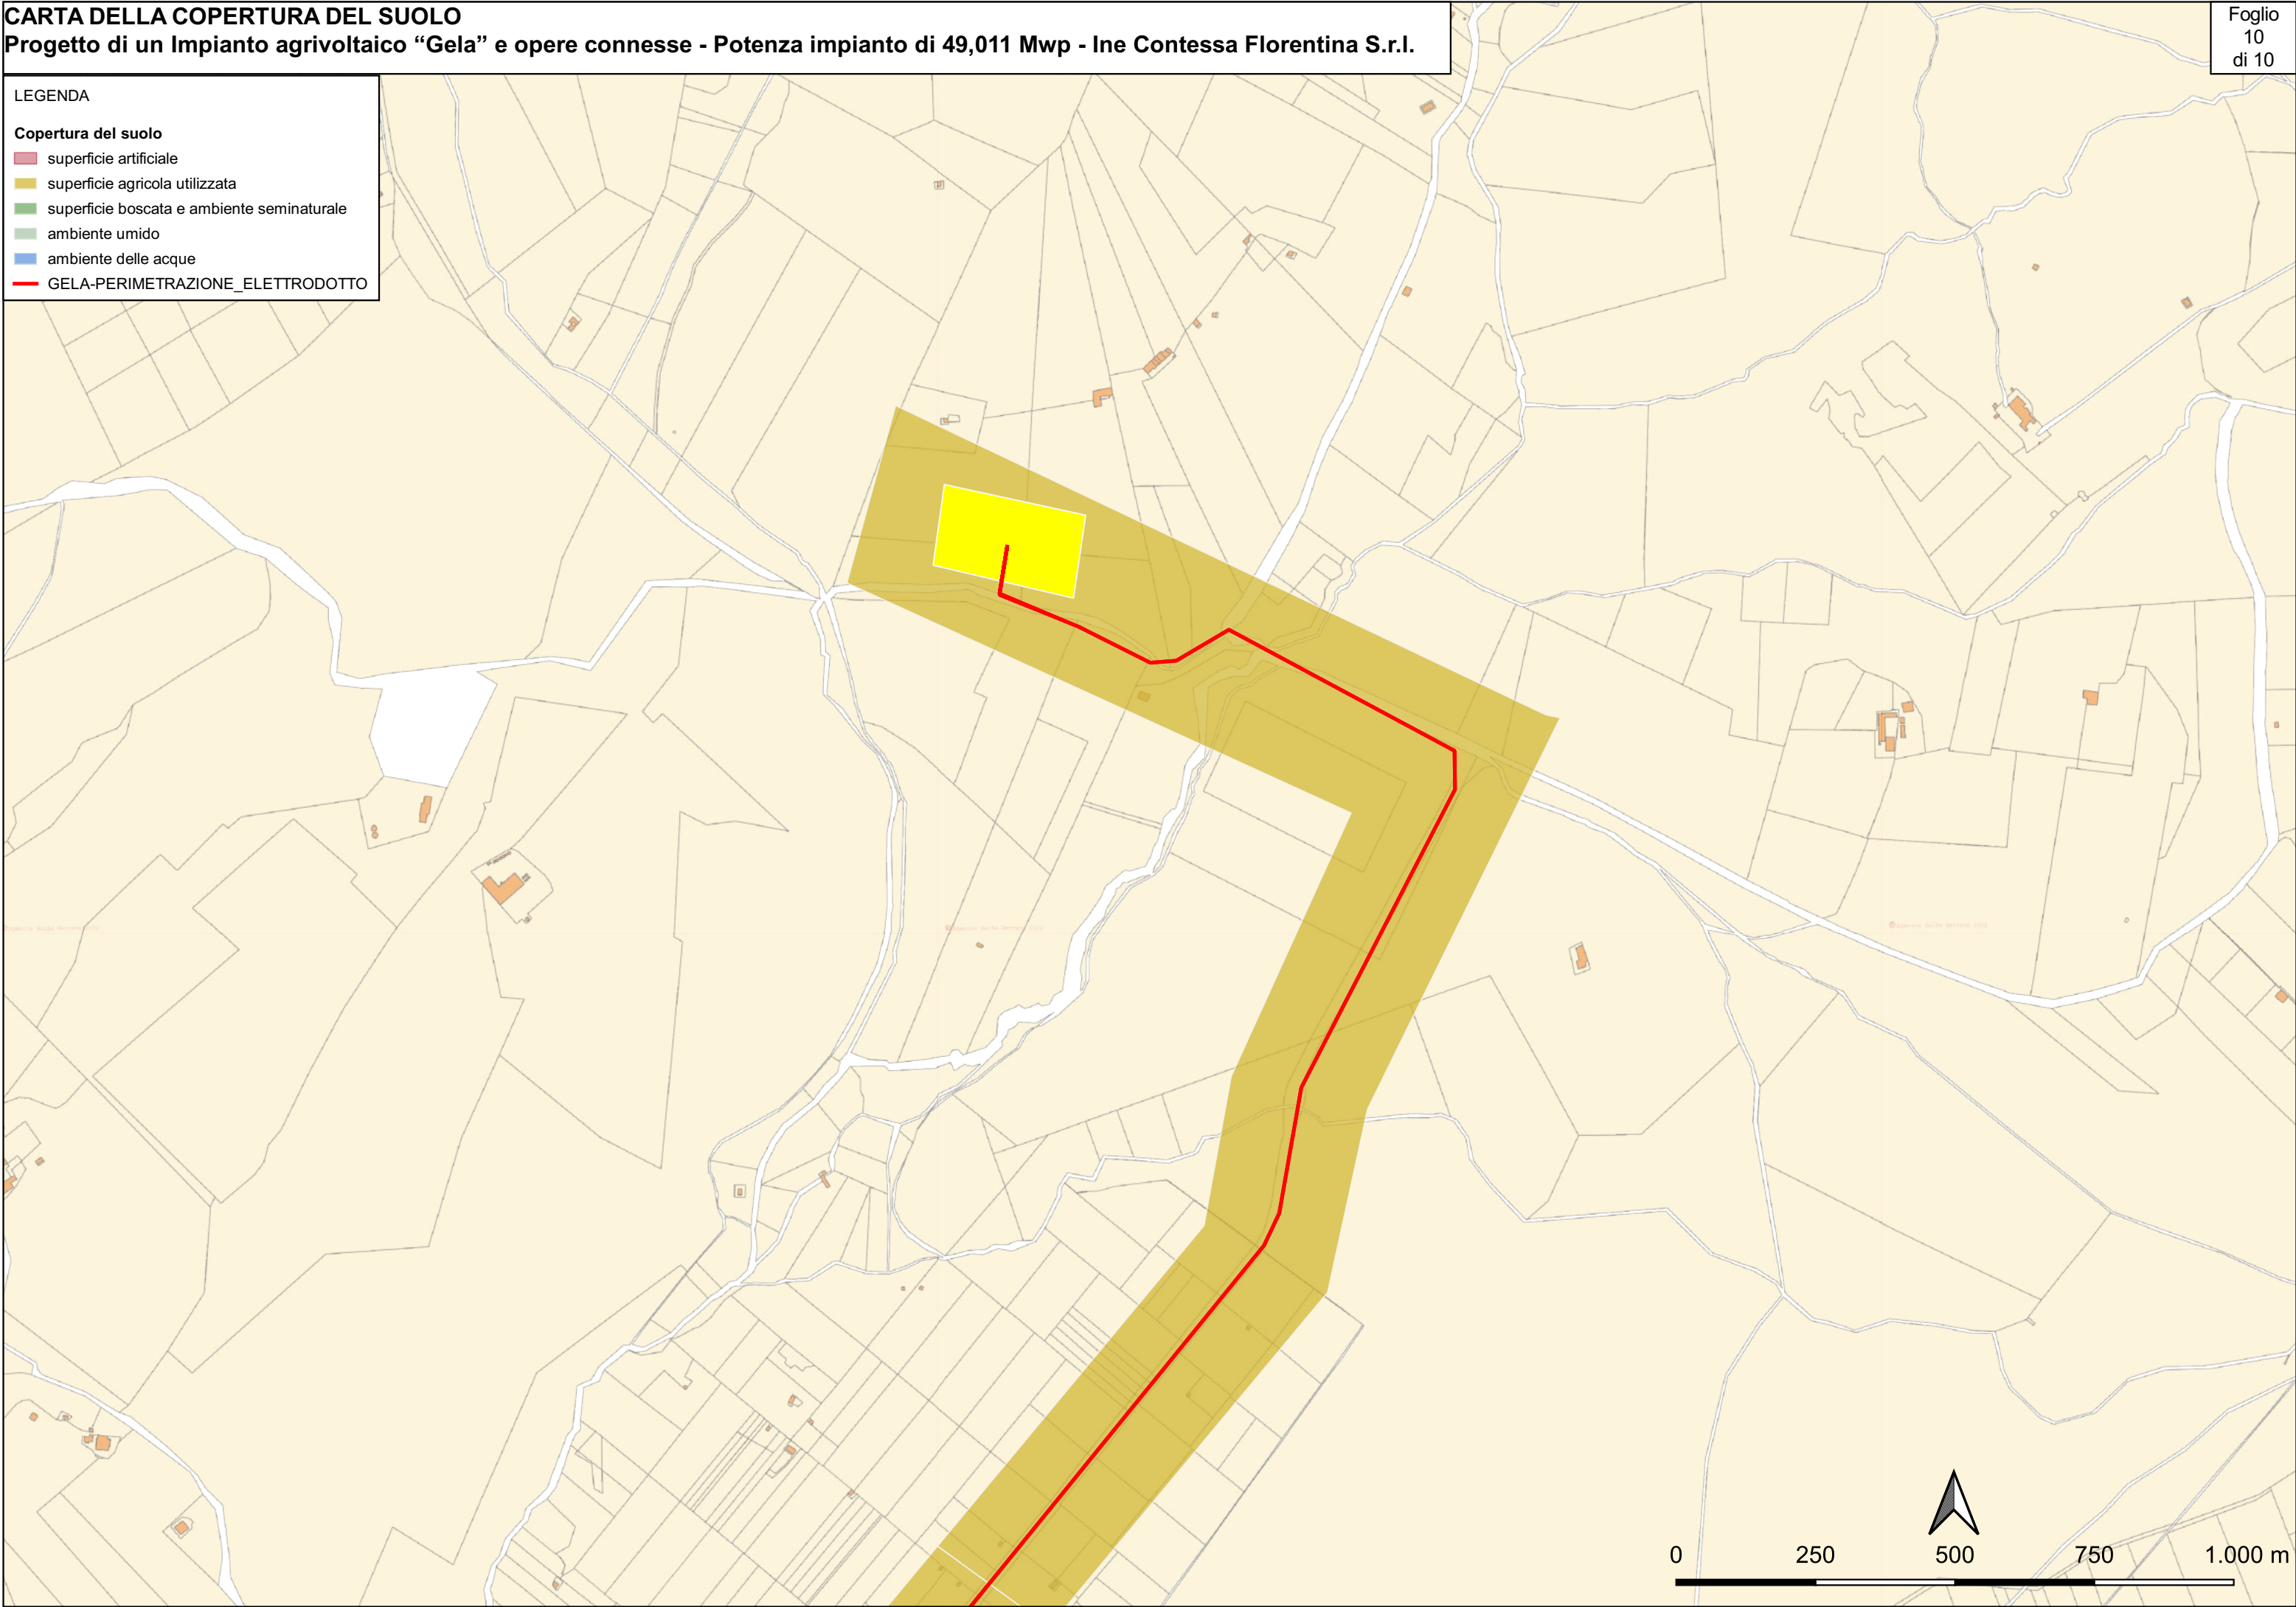 CARTA DELLA COPERTURA DEL SUOLO
Progetto di un Impianto agrivoltaico “Gela” e opere connesse - Potenza impianto di 49,011 Mwp - Ine Contessa Florentina S.r.l.
Foglio
10
di 10
LEGENDA
Copertura del suolo
superficie artificiale
superficie agricola utilizzata
superficie boscata e ambiente seminaturale
ambiente umido
ambiente delle acque
GELA-PERIMETRAZIONE_ELETTRODOTTO
0 250 500 750 1.000 m